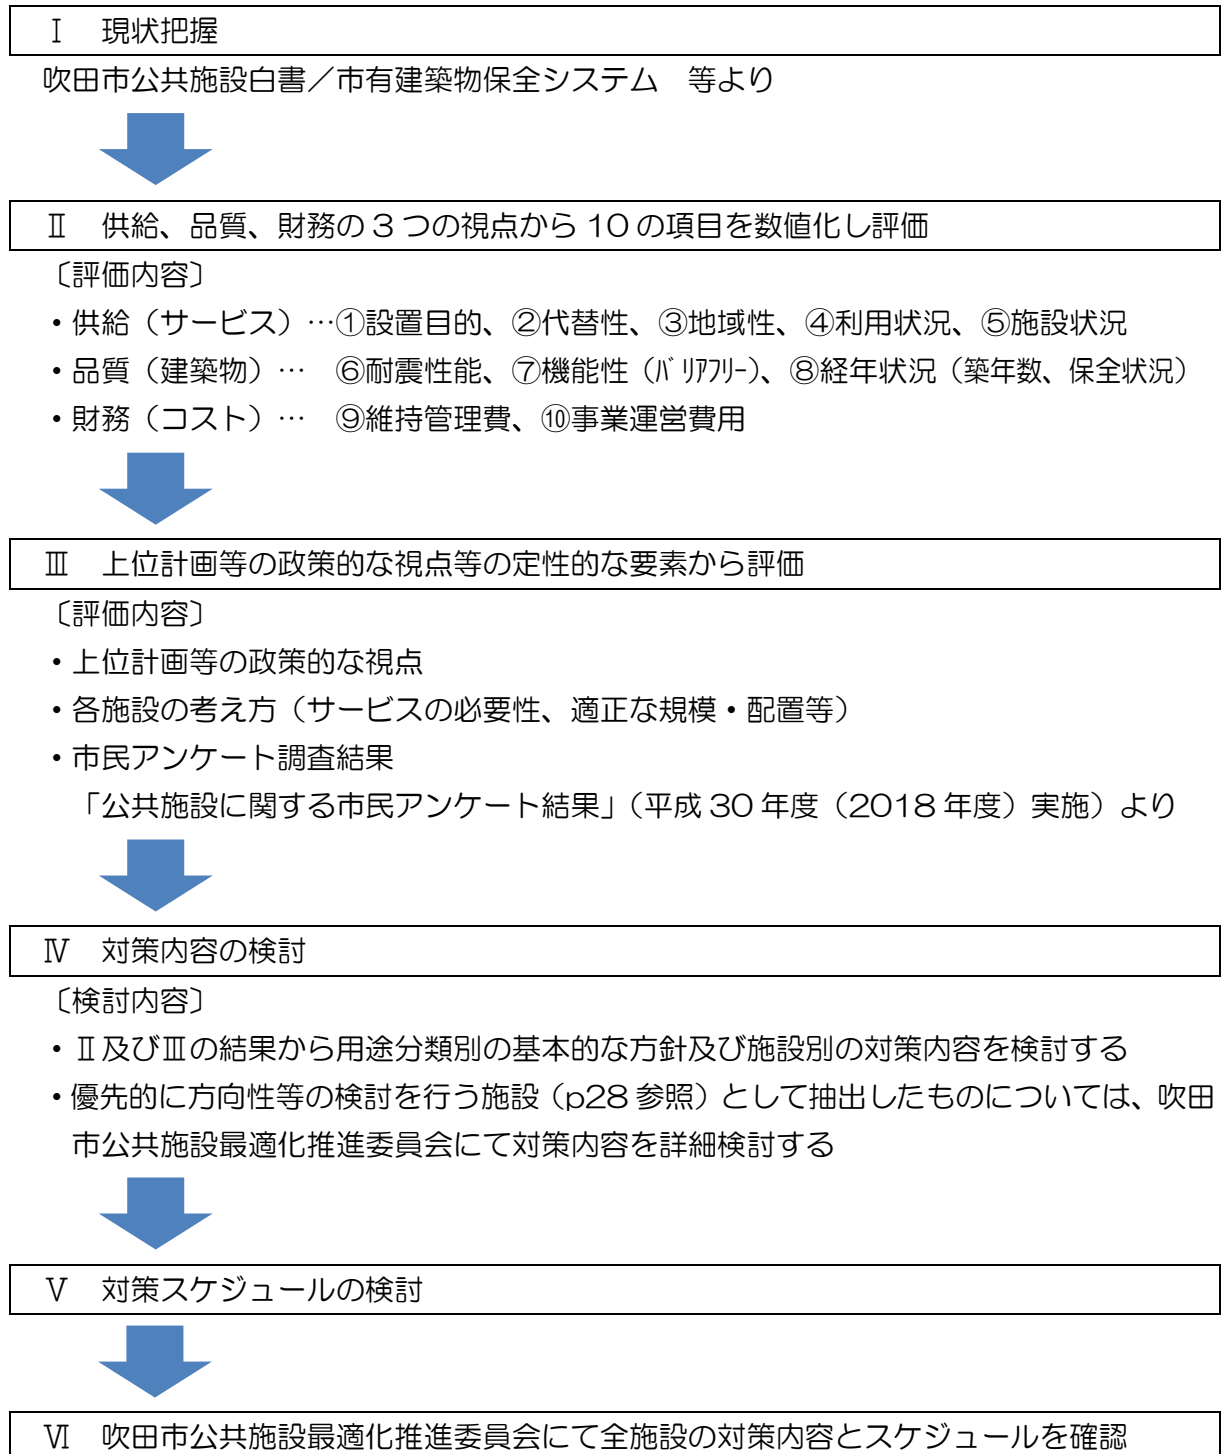 Ⅰ　現状把握
吹田市公共施設白書／市有建築物保全システム　等より
Ⅱ　供給、品質、財務の３つの視点から 10 の項目を数値化し評価
〔評価内容〕
・供給（サービス）…①設置目的、②代替性、③地域性、④利用状況、⑤施設状況
・品質（建築物）…　⑥耐震性能、⑦機能性（ﾊﾞﾘｱﾌﾘｰ）、⑧経年状況（築年数、保全状況）
・財務（コスト）…　⑨維持管理費、⑩事業運営費用
Ⅲ　上位計画等の政策的な視点等の定性的な要素から評価
〔評価内容〕
・上位計画等の政策的な視点
・各施設の考え方（サービスの必要性、適正な規模・配置等）
・市民アンケート調査結果
「公共施設に関する市民アンケート結果」（平成 30 年度（2018 年度）実施）より
Ⅳ　対策内容の検討
〔検討内容〕
・Ⅱ及びⅢの結果から用途分類別の基本的な方針及び施設別の対策内容を検討する
・優先的に方向性等の検討を行う施設（p28 参照）として抽出したものについては、吹田
市公共施設最適化推進委員会にて対策内容を詳細検討する
Ⅴ　対策スケジュールの検討
Ⅵ　吹田市公共施設最適化推進委員会にて全施設の対策内容とスケジュールを確認